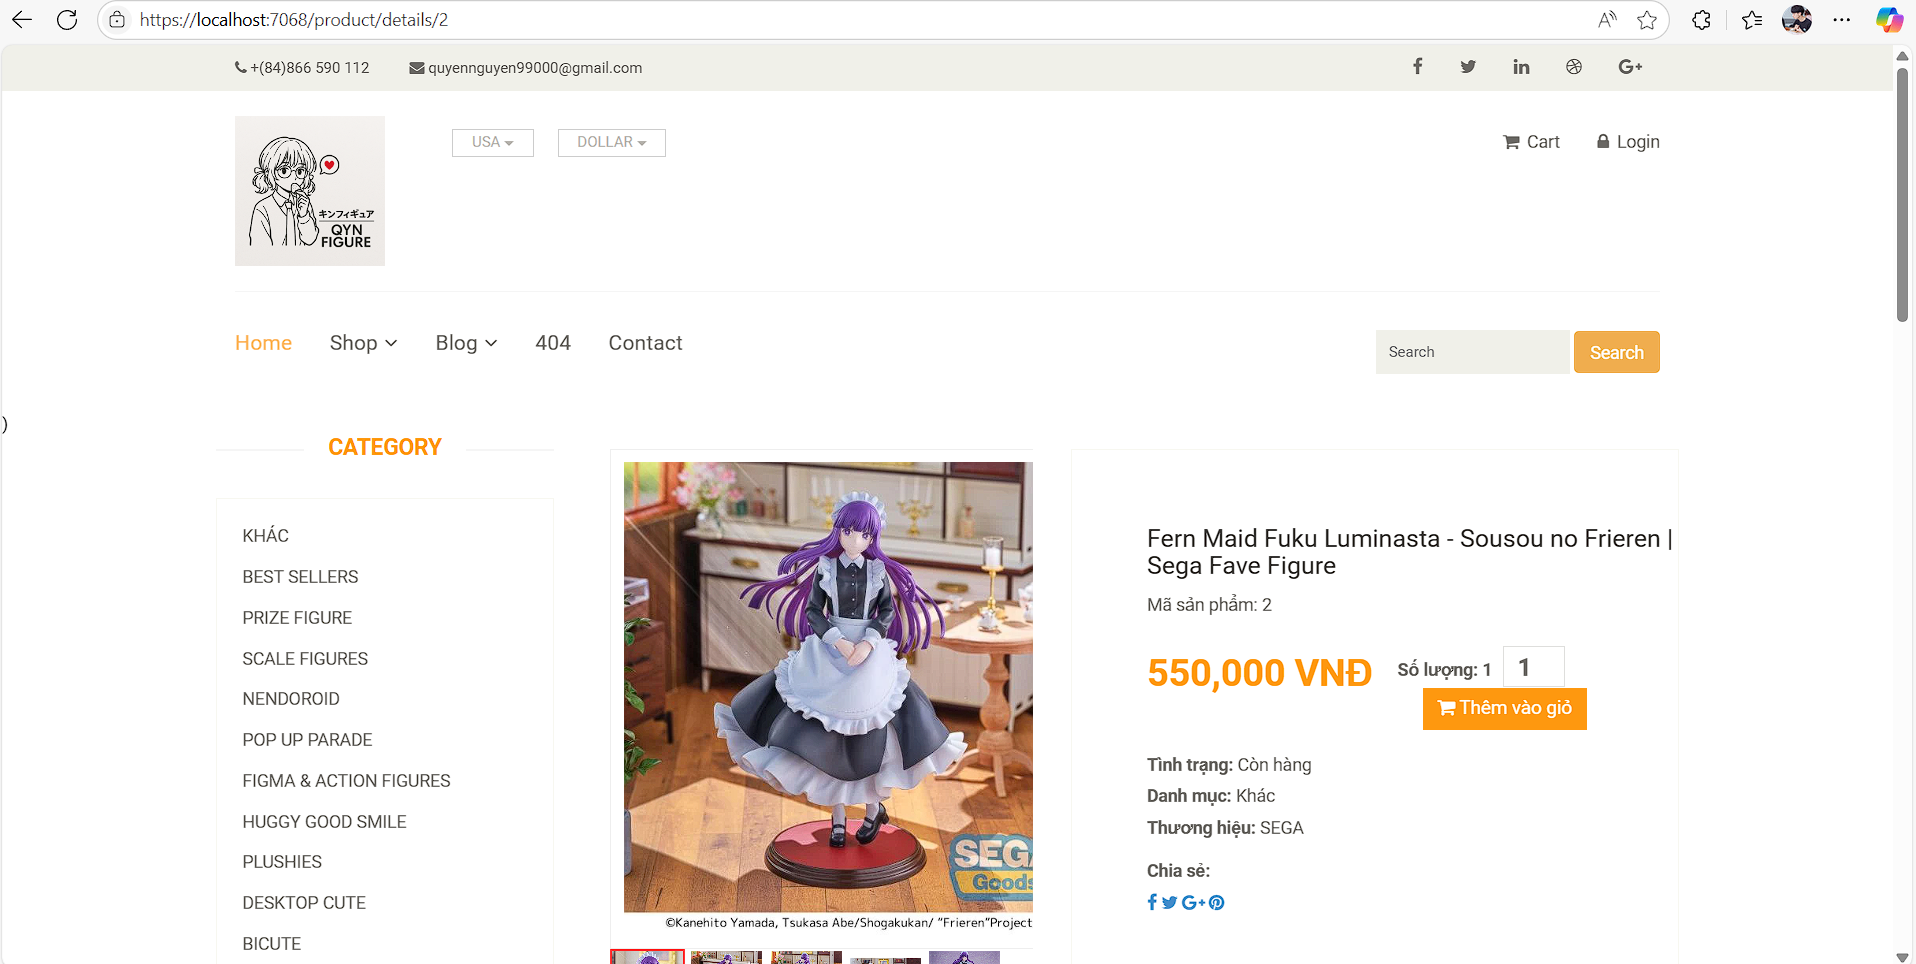 https://localhost:7068/product/details/2
+(84)866 590 112
quyennguyen99000@gmail.com
キンフィギュア
QYN
FIGURE
USA
DOLLAR
Cart
Login
Home
Shop
Blog
404
Contact
Search
Search
)
CATEGORY
KHÁC
BEST SELLERS
PRIZE FIGURE
SCALE FIGURES
NENDOROID
POP UP PARADE
FIGMA & ACTION FIGURES
HUGGY GOOD SMILE
PLUSHIES
DESKTOP CUTE
BICUTE
SEGA
Goods
©Kanehito Yamada, Tsukasa Abe/Shogakukan/ "Frieren"Project
Fern Maid Fuku Luminasta - Sousou no Frieren |
Sega Fave Figure
Mã sản phẩm: 2
550,000 VNĐ
Số lượng: 1
1
Thêm vào giỏ
Tình trạng: Còn hàng
Danh mục: Khác
Thương hiệu: SEGA
Chia sẻ: